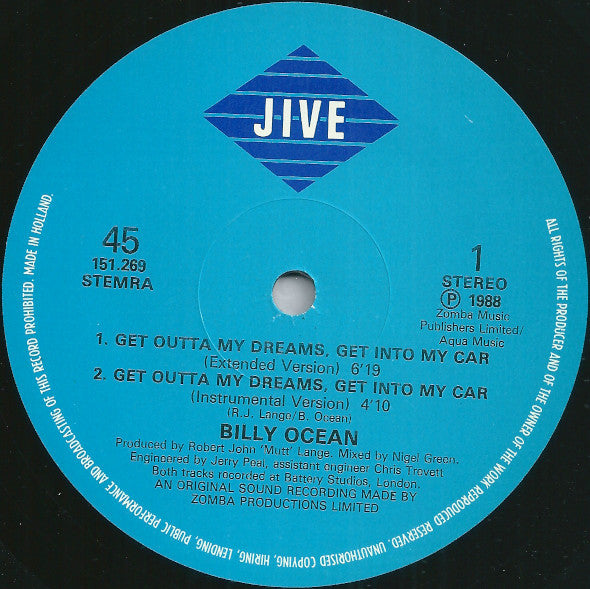 JIVE
45
151.269
STEMRA
1
STEREO
Ⓟ 1988
Zomba Music
Publishers Limited/
Aqua Music
1. GET OUTTA MY DREAMS, GET INTO MY CAR
(Extended Version) 6'19
2. GET OUTTA MY DREAMS, GET INTO MY CAR
(Instrumental Version) 4'10
(R.J. Lange/B. Ocean)
BILLY OCEAN
Produced by Robert John 'Mutt' Lange. Mixed by Nigel Green.
Engineered by Jerry Peal, assistant engineer Chris Trevett
Both tracks recorded at Battery Studios, London.
AN ORIGINAL SOUND RECORDING MADE BY
ZOMBA PRODUCTIONS LIMITED
ALL RIGHTS OF THE PRODUCER AND OF THE OWNER OF THE WORK REPRODUCED RESERVED. UNAUTHORISED COPYING, HIRING, LENDING, PUBLIC PERFORMANCE AND BROADCASTING OF THIS RECORD PROHIBITED. MADE IN HOLLAND.